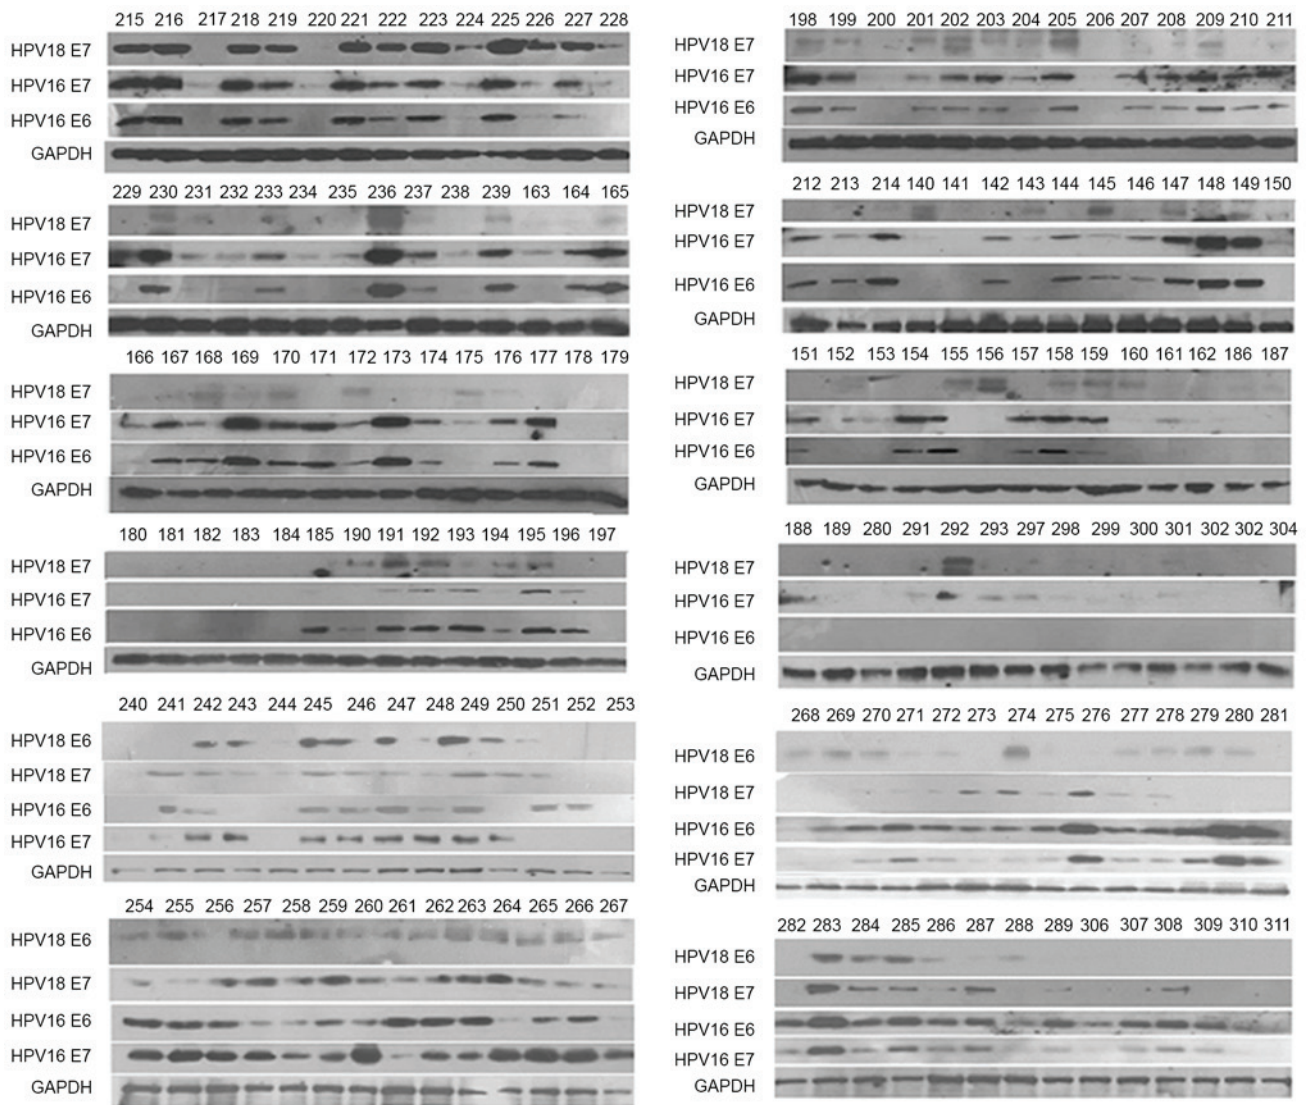 215 216 217 218 219 220 221 222 223 224 225 226 227 228
HPV18 E7
HPV16 E7
HPV16 E6
GAPDH
229 230 231 232 233 234 235 236 237 238 239 163 164 165
HPV18 E7
HPV16 E7
HPV16 E6
GAPDH
166 167 168 169 170 171 172 173 174 175 176 177 178 179
HPV18 E7
HPV16 E7
HPV16 E6
GAPDH
180 181 182 183 184 185 190 191 192 193 194 195 196 197
HPV18 E7
HPV16 E7
HPV16 E6
GAPDH
240 241 242 243 244 245 246 247 248 249 250 251 252 253
HPV18 E6
HPV18 E7
HPV16 E6
HPV16 E7
GAPDH
254 255 256 257 258 259 260 261 262 263 264 265 266 267
HPV18 E6
HPV18 E7
HPV16 E6
HPV16 E7
GAPDH
198 199 200 201 202 203 204 205 206 207 208 209 210 211
HPV18 E7
HPV16 E7
HPV16 E6
GAPDH
212 213 214 140 141 142 143 144 145 146 147 148 149 150
HPV18 E7
HPV16 E7
HPV16 E6
GAPDH
151 152 153 154 155 156 157 158 159 160 161 162 186 187
HPV18 E7
HPV16 E7
HPV16 E6
GAPDH
188 189 280 291 292 293 297 298 299 300 301 302 302 304
HPV18 E7
HPV16 E7
HPV16 E6
GAPDH
268 269 270 271 272 273 274 275 276 277 278 279 280 281
HPV18 E6
HPV18 E7
HPV16 E6
HPV16 E7
GAPDH
282 283 284 285 286 287 288 289 306 307 308 309 310 311
HPV18 E6
HPV18 E7
HPV16 E6
HPV16 E7
GAPDH